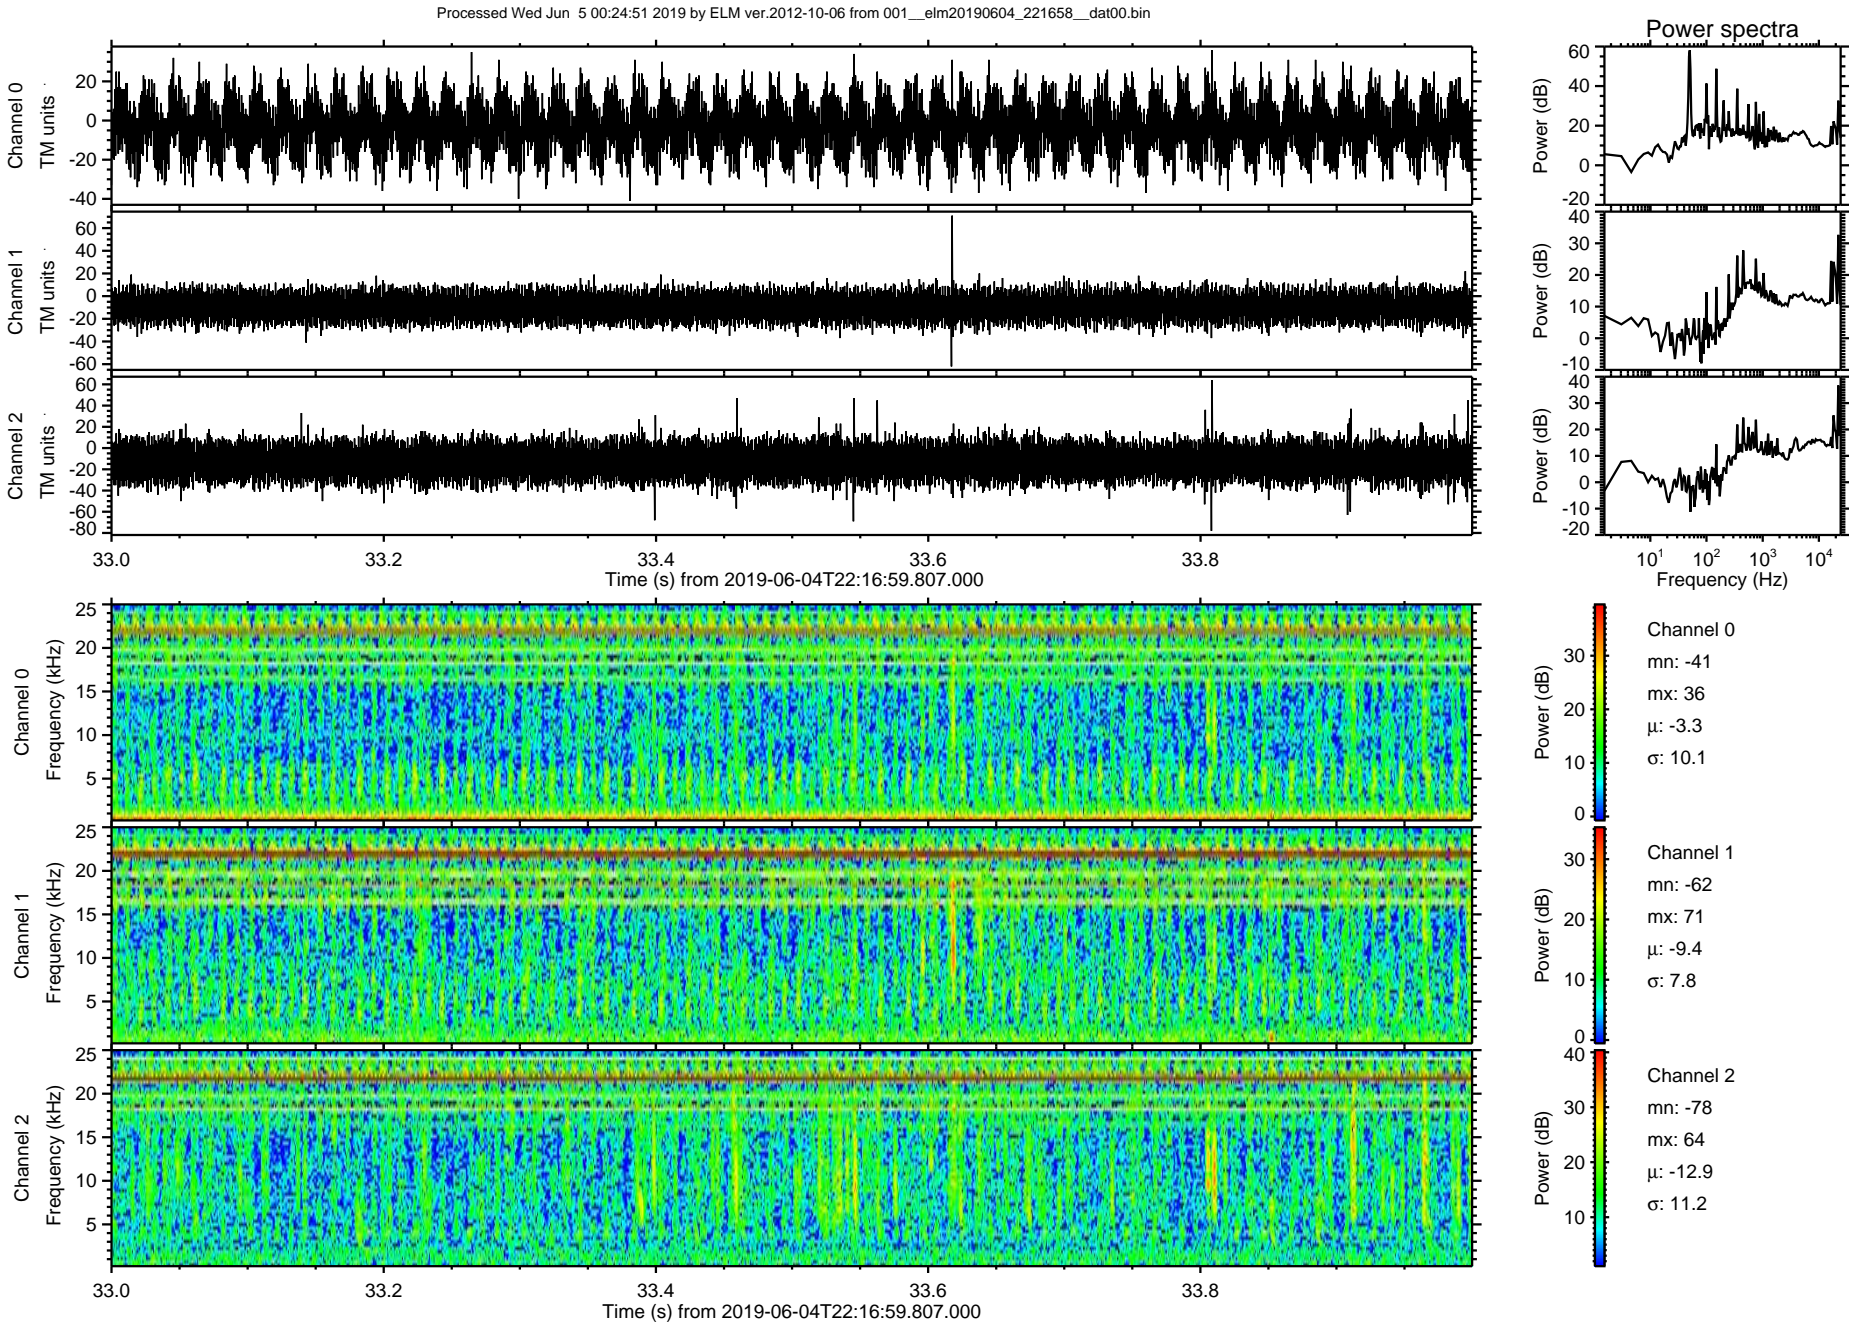 Processed Wed Jun  5 00:24:51 2019 by ELM ver.2012-10-06 from 001__elm20190604_221658__dat00.bin
Power spectra
Channel 0
TM units
20
0
-20
-40
Power (dB)
60
40
20
0
-20
Channel 1
TM units
60
40
20
0
-20
-40
-60
Power (dB)
40
30
20
10
0
-10
Channel 2
TM units
60
40
20
0
-20
-40
-60
-80
Power (dB)
40
30
20
10
0
-10
-20
33.0 33.2 33.4 33.6 33.8
Time (s) from 2019-06-04T22:16:59.807.000
10^1 10^2 10^3 10^4
Frequency (Hz)
Channel 0
Frequency (kHz)
25
20
15
10
5
Power (dB)
30
20
10
0
Channel 0
mn: -41
mx: 36
μ: -3.3
σ: 10.1
Channel 1
Frequency (kHz)
25
20
15
10
5
Power (dB)
30
20
10
0
Channel 1
mn: -62
mx: 71
μ: -9.4
σ: 7.8
Channel 2
Frequency (kHz)
25
20
15
10
5
Power (dB)
40
30
20
10
Channel 2
mn: -78
mx: 64
μ: -12.9
σ: 11.2
33.0 33.2 33.4 33.6 33.8
Time (s) from 2019-06-04T22:16:59.807.000